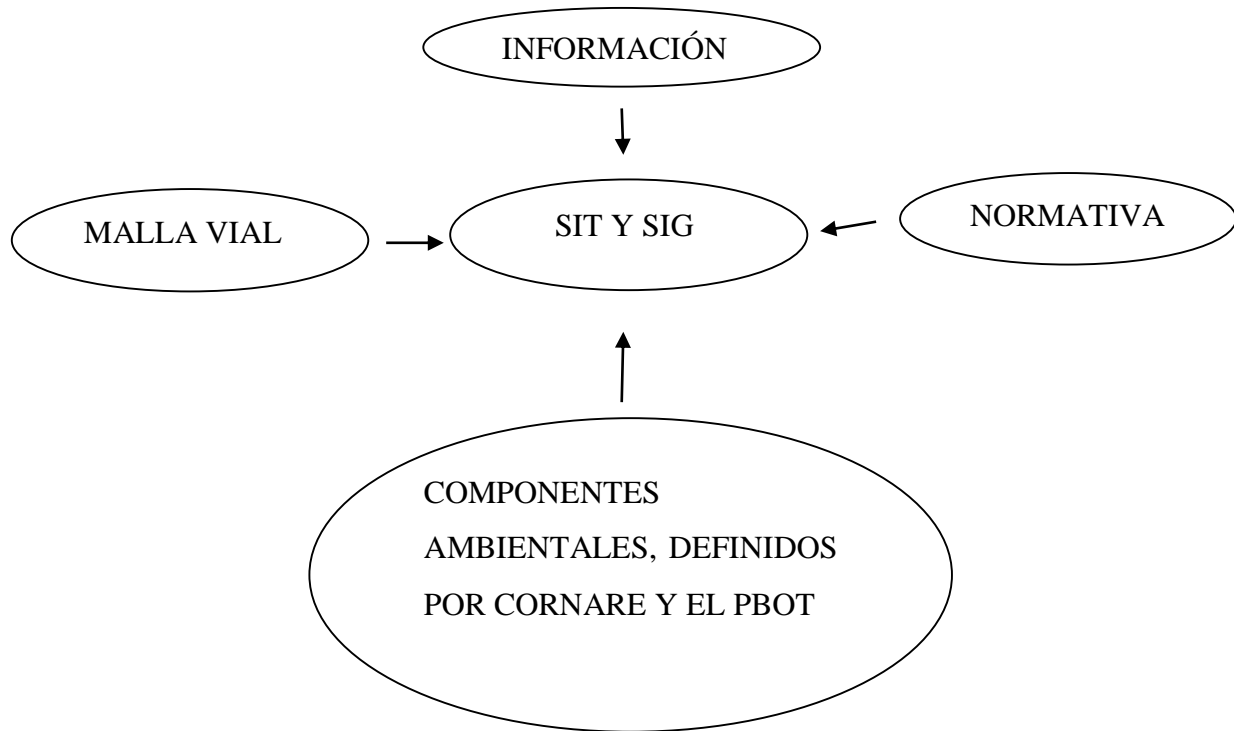 INFORMACIÓN
MALLA VIAL
SIT Y SIG
NORMATIVA
COMPONENTES
AMBIENTALES, DEFINIDOS
POR CORNARE Y EL PBOT